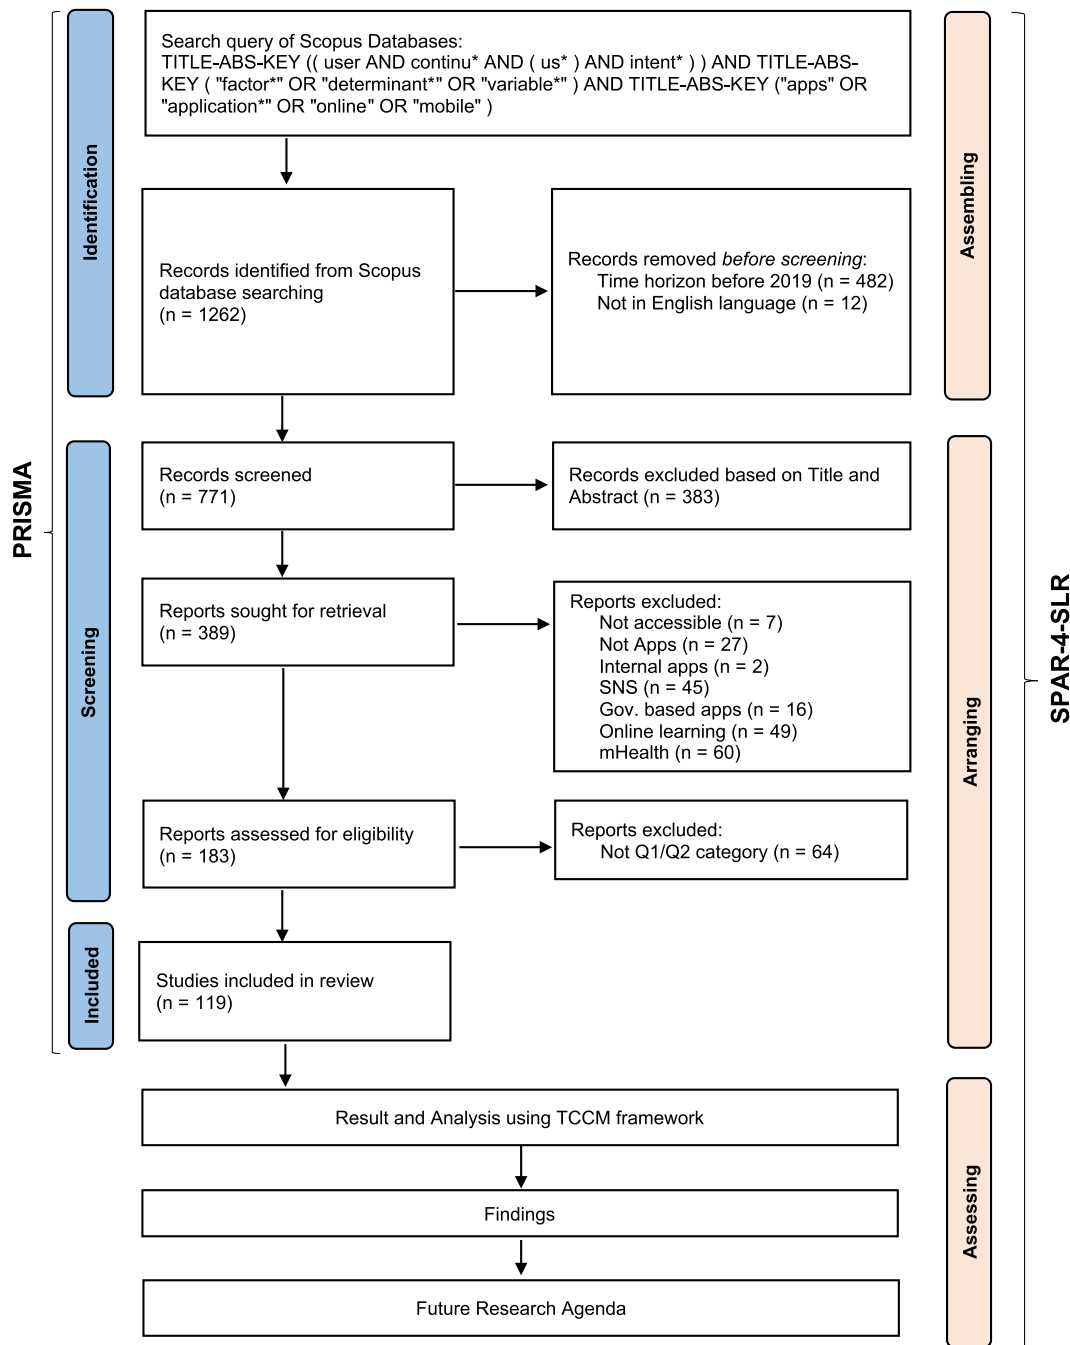 Search query of Scopus Databases:
TITLE-ABS-KEY (( user AND continu* AND ( us* ) AND intent* ) ) AND TITLE-ABS-
KEY ( "factor*" OR "determinant*" OR "variable*" ) AND TITLE-ABS-KEY ("apps" OR
"application*" OR "online" OR "mobile" )
Identification
Assembling
Records identified from Scopus
database searching
(n = 1262)
Records removed before screening:
Time horizon before 2019 (n = 482)
Not in English language (n = 12)
PRISMA
Screening
Records screened
(n = 771)
Records excluded based on Title and
Abstract (n = 383)
Reports sought for retrieval
(n = 389)
Reports excluded:
Not accessible (n = 7)
Not Apps (n = 27)
Internal apps (n = 2)
SNS (n = 45)
Gov. based apps (n = 16)
Online learning (n = 49)
mHealth (n = 60)
Arranging
SPAR-4-SLR
Reports assessed for eligibility
(n = 183)
Reports excluded:
Not Q1/Q2 category (n = 64)
Included
Studies included in review
(n = 119)
Result and Analysis using TCCM framework
Findings
Future Research Agenda
Assessing